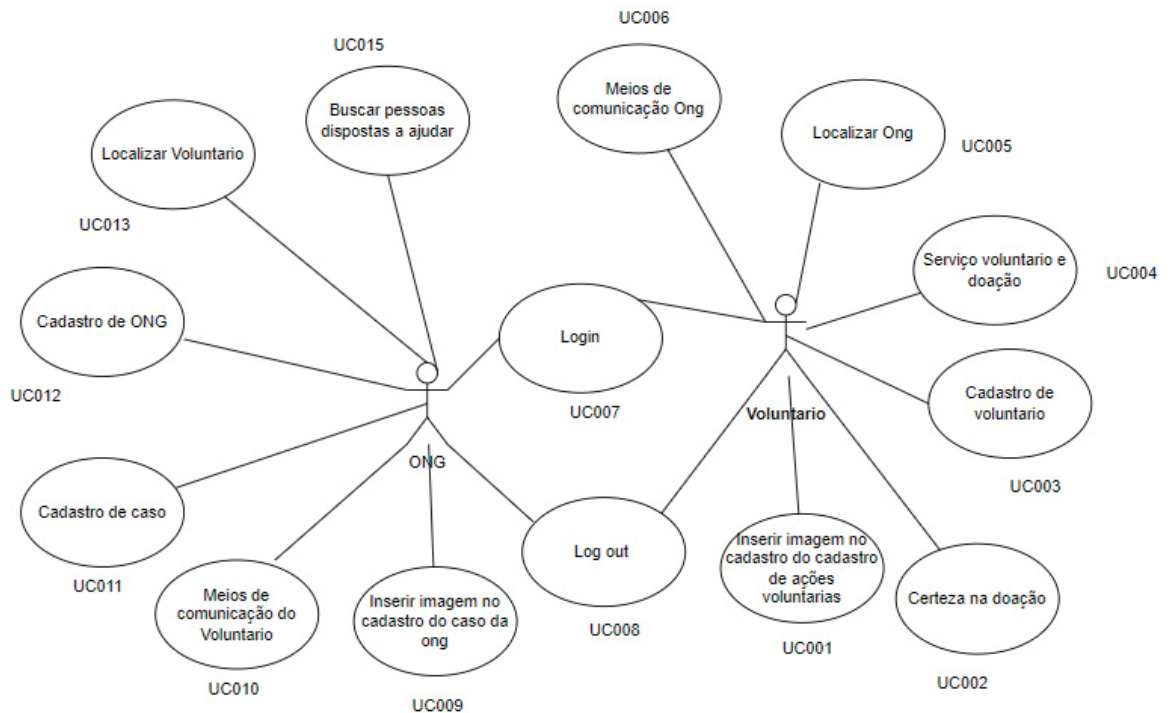 UC006
UC015
Meios de
comunicação Ong
Buscar pessoas
dispostas a ajudar
Localizar Ong
UC005
Localizar Voluntario
UC013
Serviço voluntario e
doação
UC004
Cadastro de ONG
UC012
Login
UC007
Voluntario
Cadastro de
voluntario
UC003
ONG
Cadastro de caso
UC011
Log out
UC008
Inserir imagem no
cadastro do cadastro
de ações
voluntarias
UC001
Certeza na doação
UC002
Meios de
comunicação do
Voluntario
UC010
Inserir imagem no
cadastro do caso da
ong
UC009